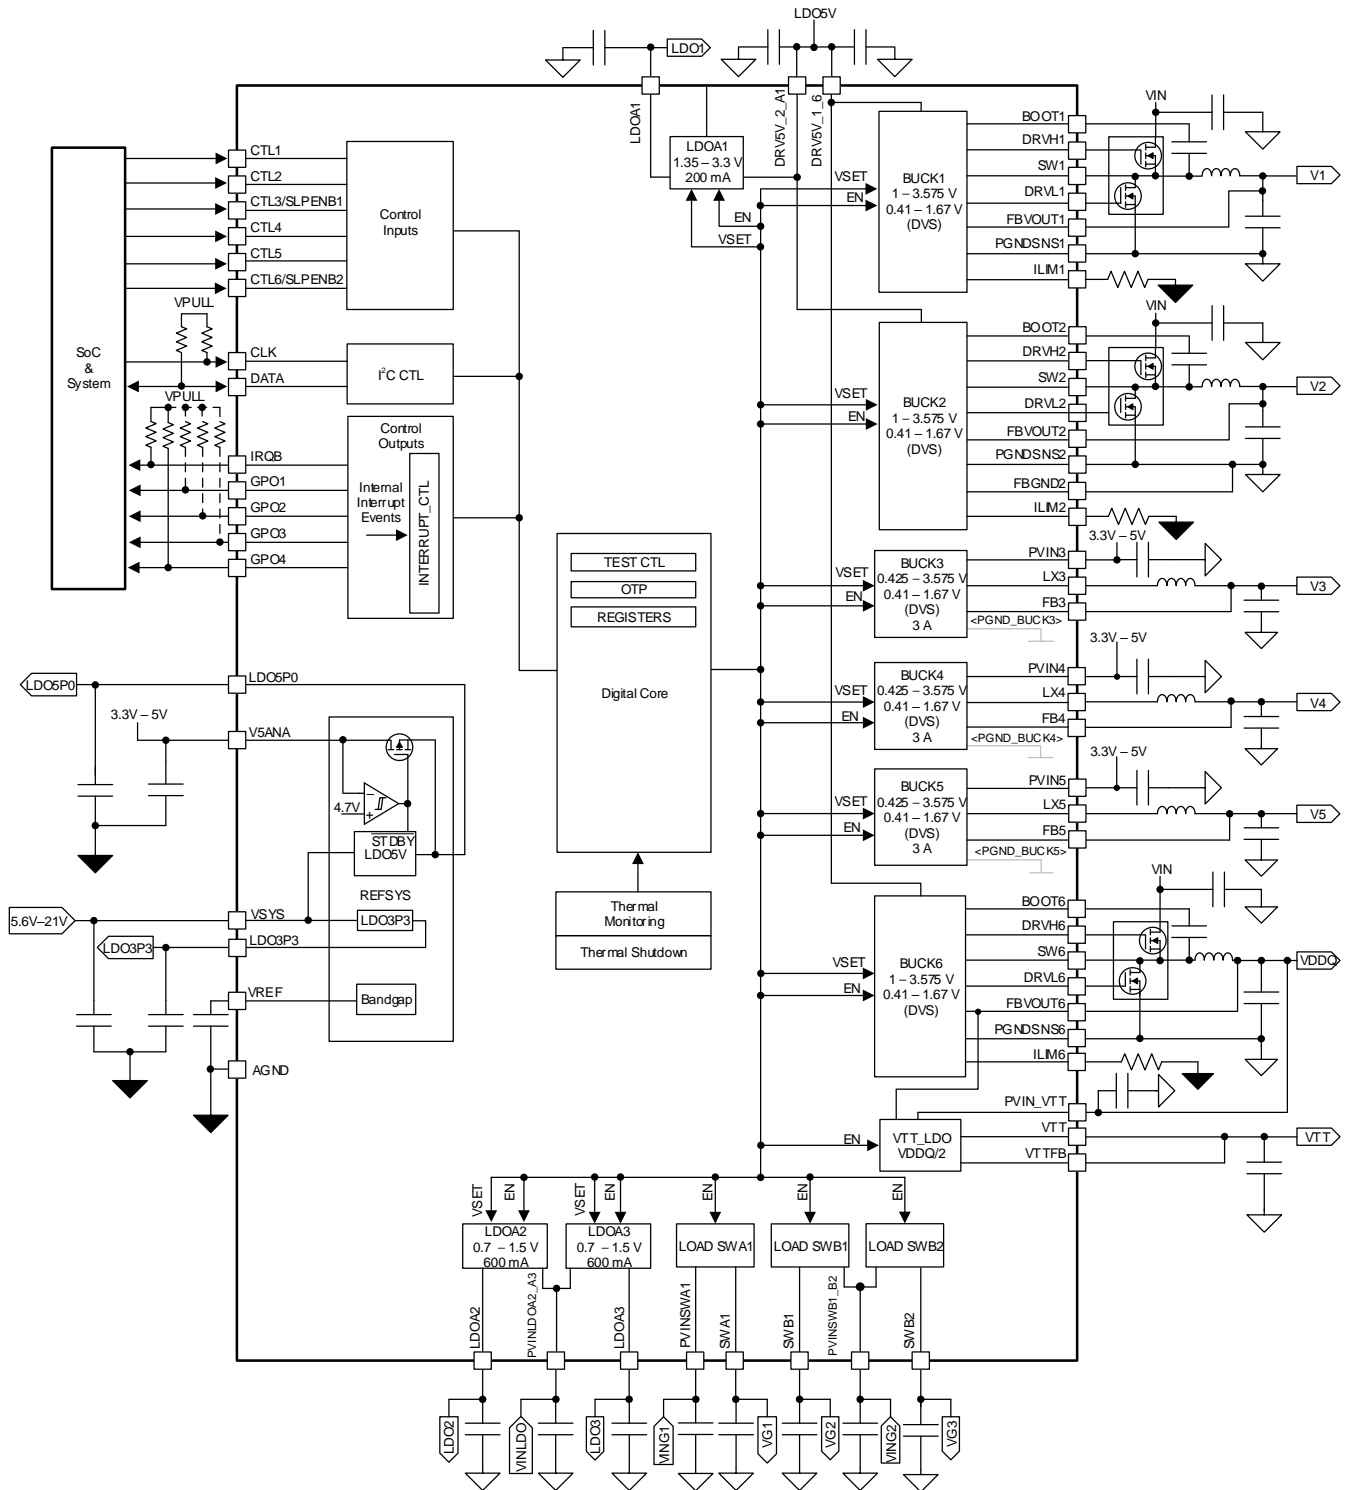 LDO5V
LDO1
LDOA1
DRV5V_2_A1
DRV5V_1_6
SoC
&
System
CTL1
CTL2
CTL3/SLPENB1
CTL4
CTL5
CTL6/SLPENB2
Control
Inputs
VPULL
CLK
DATA
I²C CTL
VPULL
IRQB
GPO1
GPO2
GPO3
GPO4
Control
Outputs
Internal
Interrupt
Events
INTERRUPT_CTL
LDOA1
1.35 – 3.3 V
200 mA
EN
VSET
TEST CTL
OTP
REGISTERS
Digital Core
Thermal
Monitoring
Thermal Shutdown
LDO5P0
LDO5P0
3.3V – 5V
V5ANA
4.7V
STDBY
LDO5V
REFSYS
5.6V–21V
VSYS
LDO3P3
LDO3P3
LDO3P3
VREF
Bandgap
AGND
VSET
EN
BUCK1
1 – 3.575 V
0.41 – 1.67 V
(DVS)
BOOT1
DRVH1
SW1
DRVL1
FBVOUT1
PGNDSNS1
ILIM1
VIN
V1
VSET
EN
BUCK2
1 – 3.575 V
0.41 – 1.67 V
(DVS)
BOOT2
DRVH2
SW2
DRVL2
FBVOUT2
PGNDSNS2
FBGND2
ILIM2
VIN
V2
VSET
EN
BUCK3
0.425 – 3.575 V
0.41 – 1.67 V
(DVS)
3 A
PVIN3
LX3
FB3
<PGND_BUCK3>
3.3V – 5V
V3
VSET
EN
BUCK4
0.425 – 3.575 V
0.41 – 1.67 V
(DVS)
3 A
PVIN4
LX4
FB4
<PGND_BUCK4>
3.3V – 5V
V4
VSET
EN
BUCK5
0.425 – 3.575 V
0.41 – 1.67 V
(DVS)
3 A
PVIN5
LX5
FB5
<PGND_BUCK5>
3.3V – 5V
V5
VSET
EN
BUCK6
1 – 3.575 V
0.41 – 1.67 V
(DVS)
BOOT6
DRVH6
SW6
DRVL6
FBVOUT6
PGNDSNS6
ILIM6
VIN
VDDQ
PVIN_VTT
EN
VTT_LDO
VDDQ/2
VTT
VTTFB
VTT
VSET
EN
LDOA2
0.7 – 1.5 V
600 mA
VSET
EN
LDOA3
0.7 – 1.5 V
600 mA
EN
LOAD SWA1
EN
LOAD SWB1
EN
LOAD SWB2
LDOA2
PVINLDOA2_A3
LDOA3
PVINSWA1
SWA1
SWB1
PVINSWB1_B2
SWB2
LDO2
VINLDO
LDO3
VING1
VG1
VG2
VING2
VG3